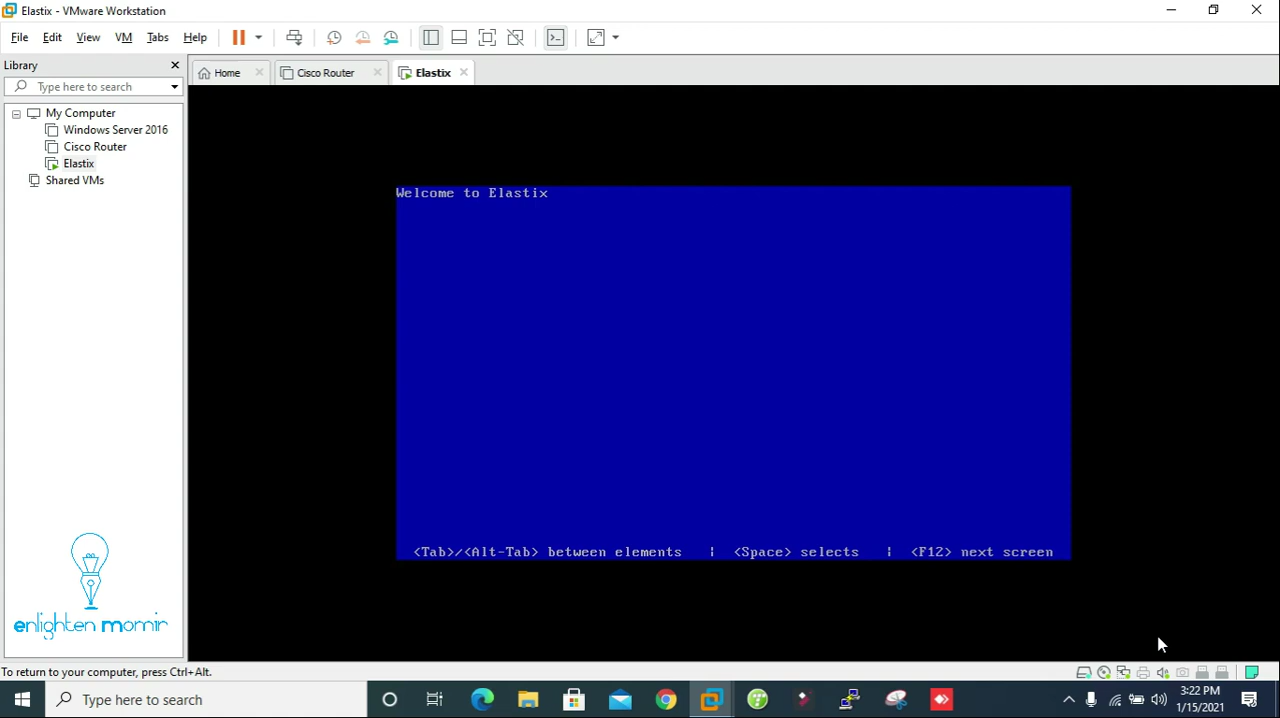 Elastix - VMware Workstation
File Edit View VM Tabs Help
Library
Type here to search
Home Cisco Router Elastix
My Computer
Windows Server 2016
Cisco Router
Elastix
Shared VMs
Welcome to Elastix
<Tab>/<Alt-Tab> between elements | <Space> selects | <F12> next screen
enlighten mornin
To return to your computer, press Ctrl+Alt.
Type here to search
3:22 PM
1/15/2021